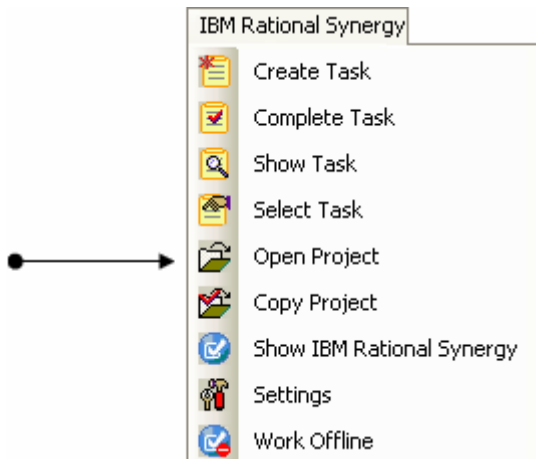 IBM Rational Synergy
Create Task
Complete Task
Show Task
Select Task
Open Project
Copy Project
Show IBM Rational Synergy
Settings
Work Offline